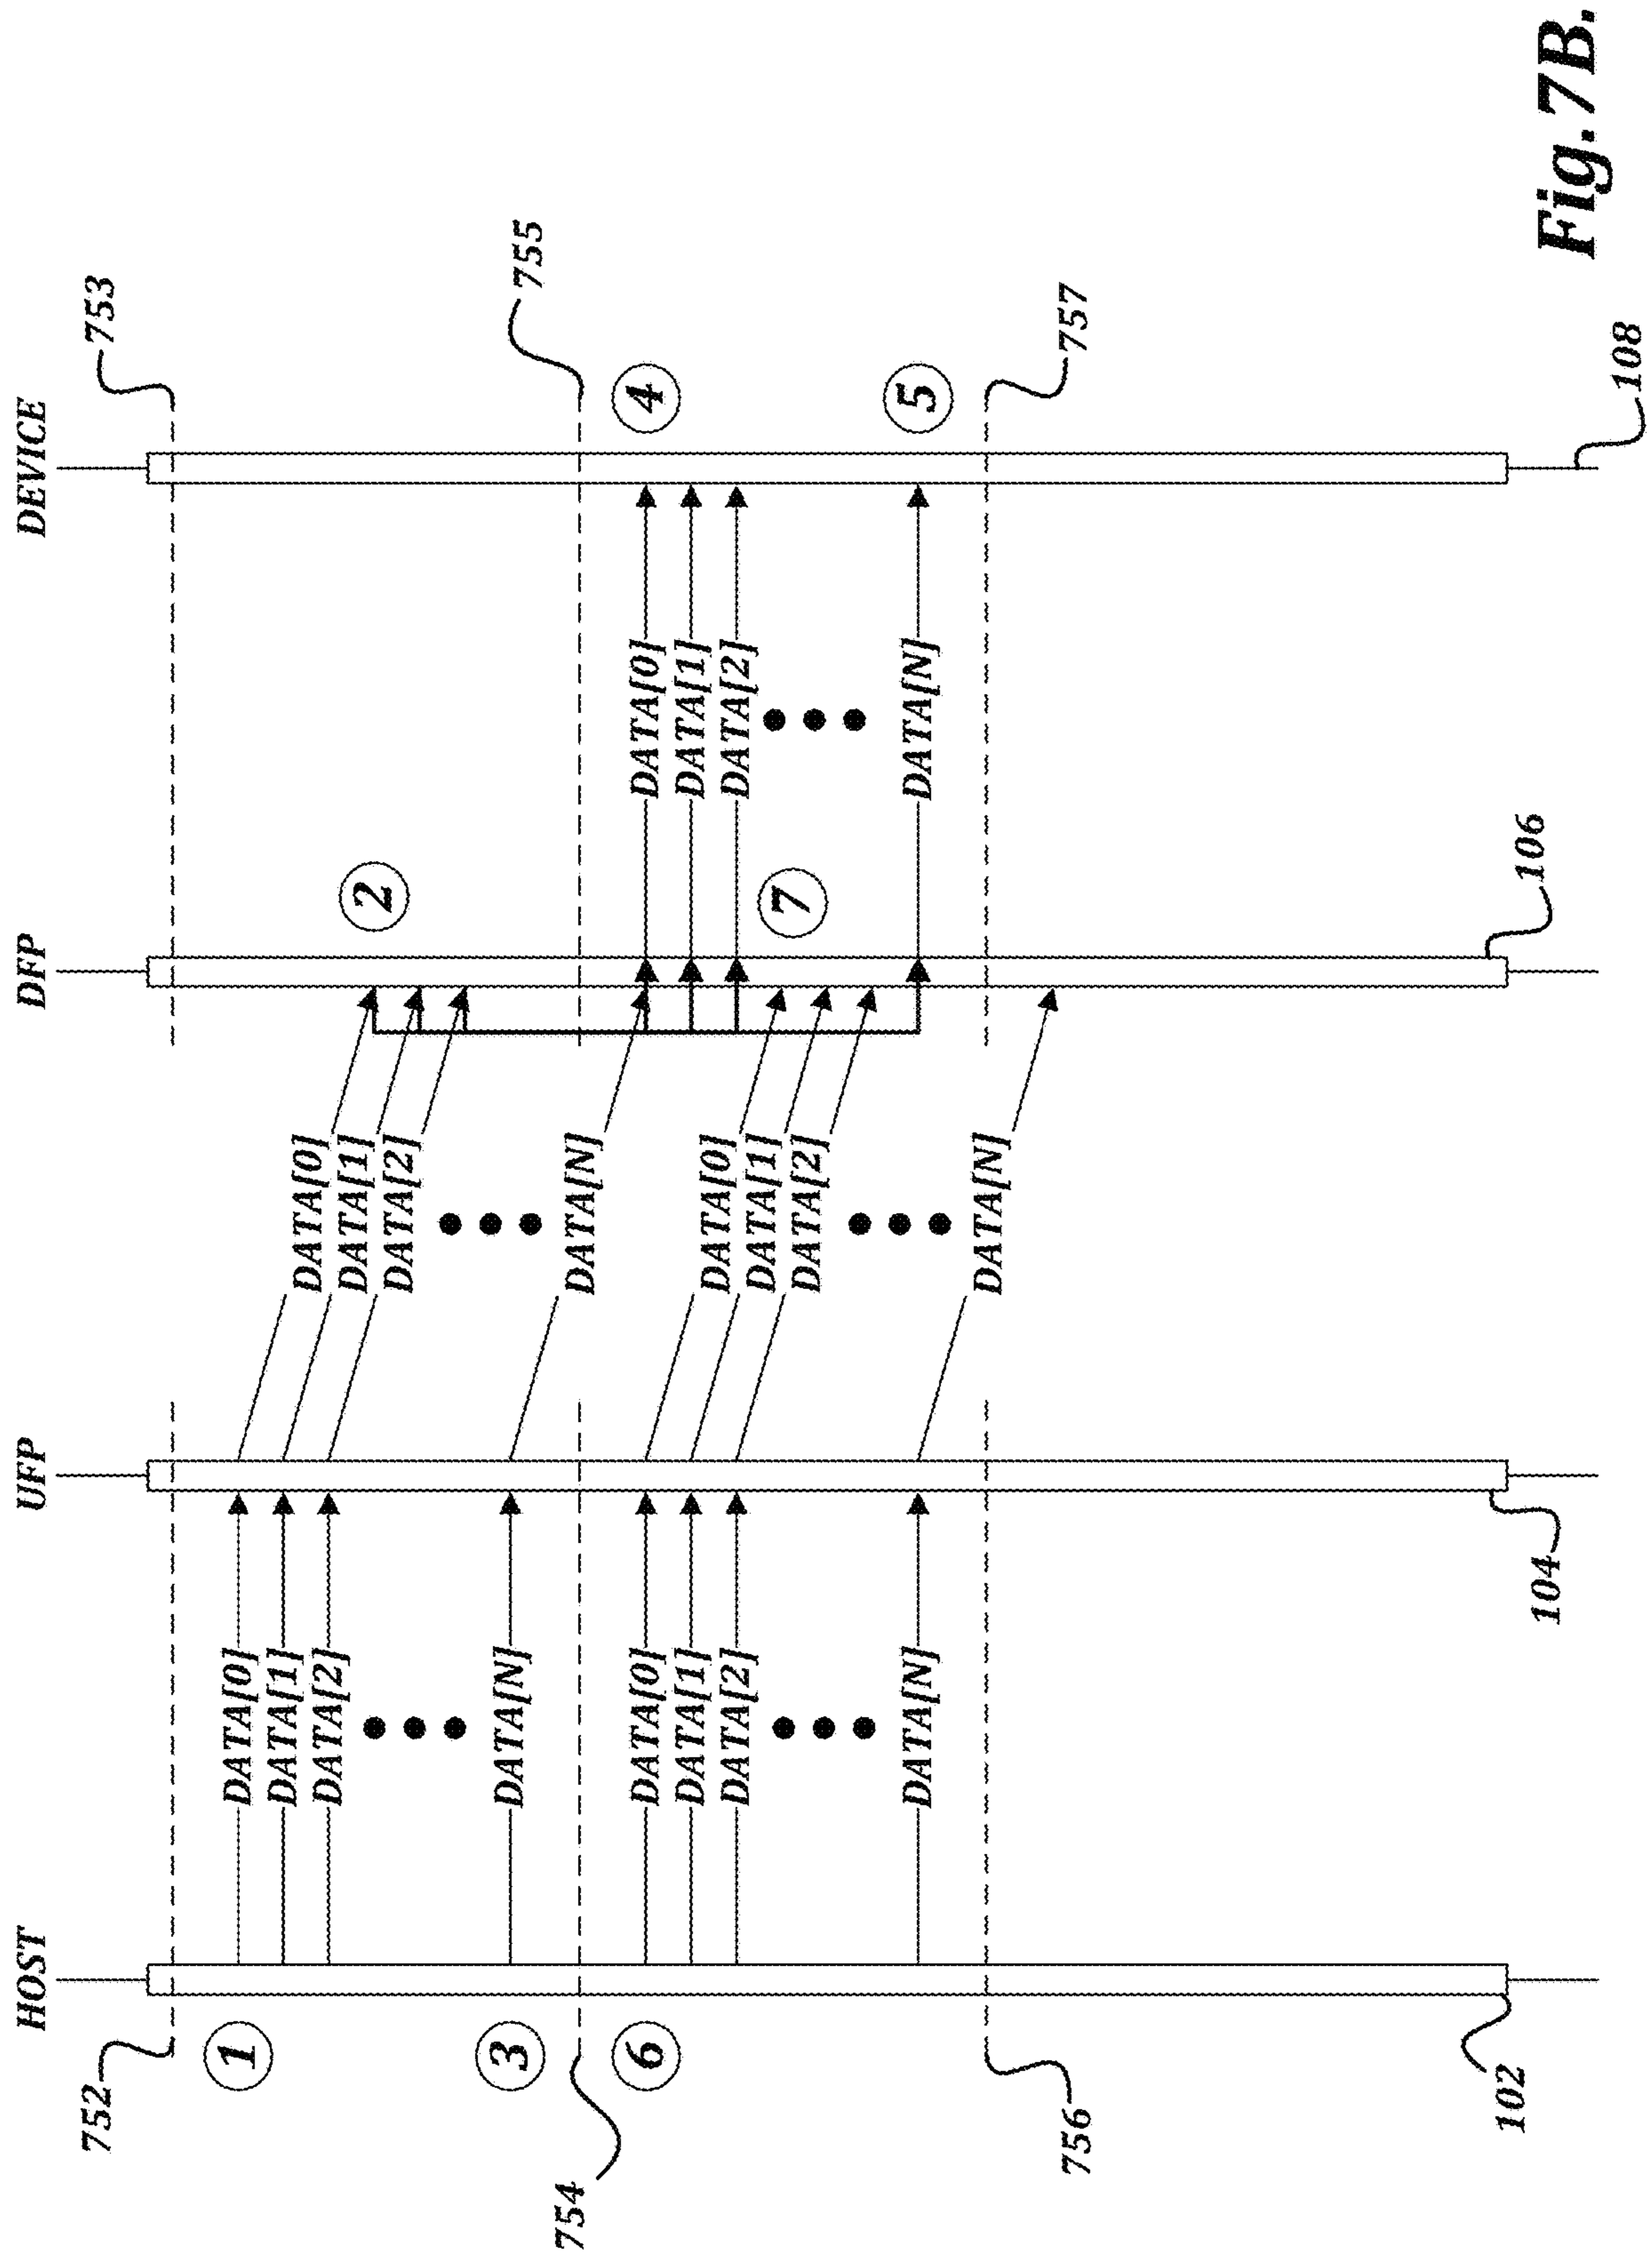 HOST UFP DFP DEVICE
752 753
1 DATA[0]
DATA[1]
DATA[0]
DATA[2]
DATA[1]
2
DATA[2]
3 DATA[N]
755
754
DATA[N]
6 DATA[0] DATA[0] 4
DATA[1] DATA[1]
DATA[0]
DATA[2] DATA[2]
DATA[1]
7
DATA[2]
DATA[N] DATA[N] 5
DATA[N]
756 757
102 104 106 108
Fig.7B.